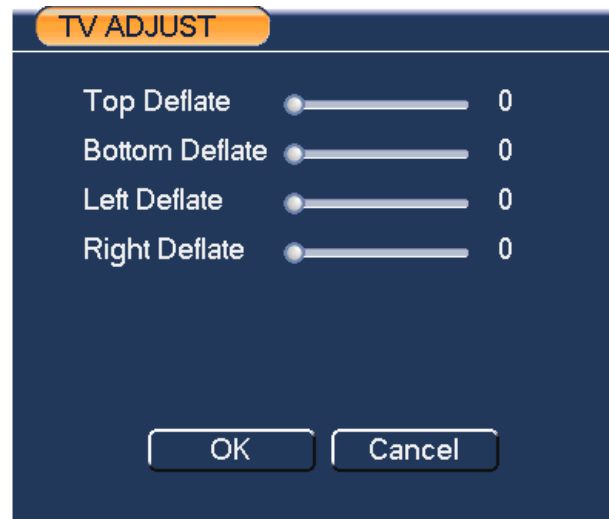 TV ADJUST
Top Deflate 0
Bottom Deflate 0
Left Deflate 0
Right Deflate 0
OK Cancel